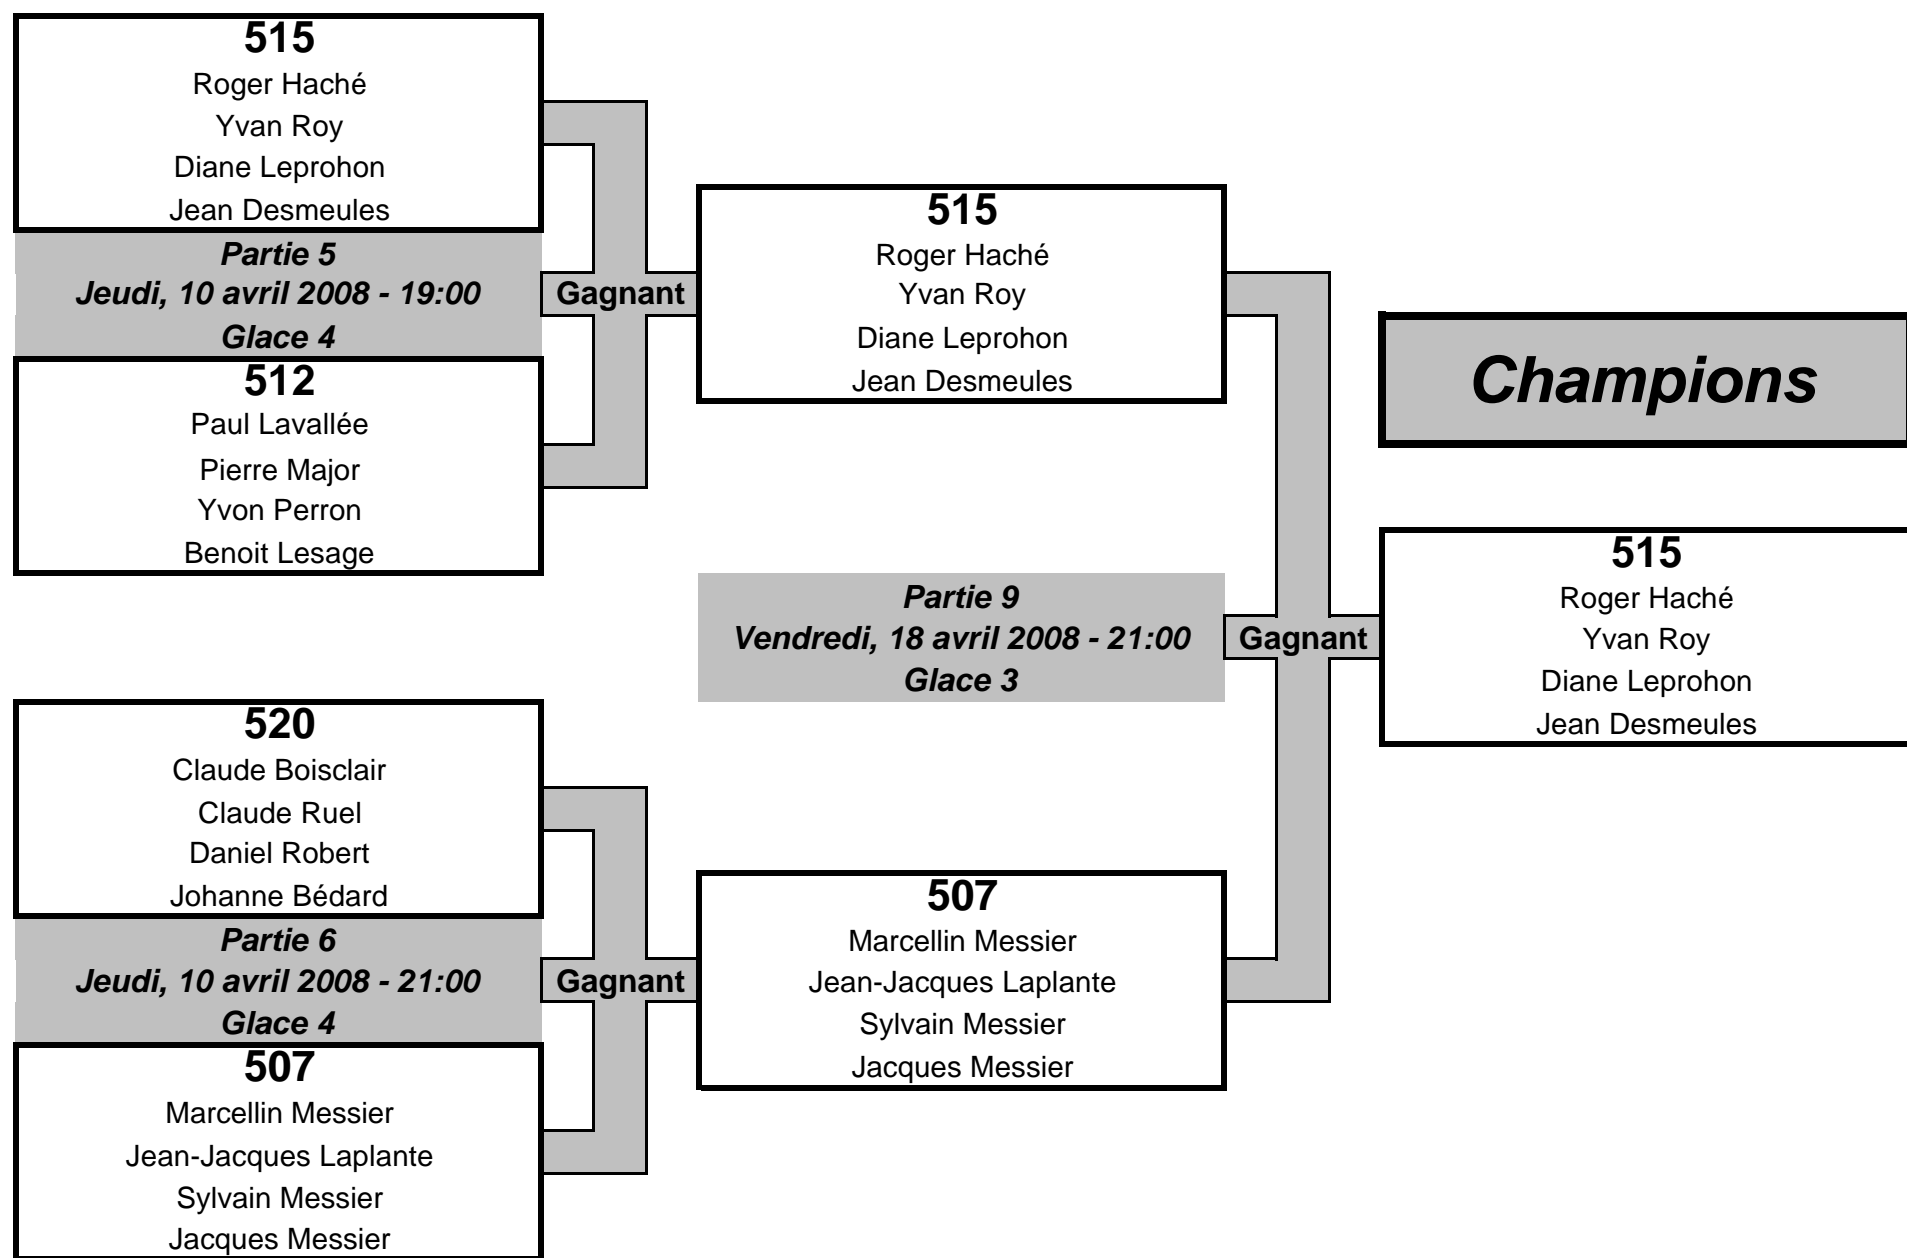 515
Roger Haché
Yvan Roy
Diane Leprohon
Jean Desmeules
Partie 5
Jeudi, 10 avril 2008 - 19:00
Glace 4
Gagnant
512
Paul Lavallée
Pierre Major
Yvon Perron
Benoit Lesage
520
Claude Boisclair
Claude Ruel
Daniel Robert
Johanne Bédard
Partie 6
Jeudi, 10 avril 2008 - 21:00
Glace 4
Gagnant
507
Marcellin Messier
Jean-Jacques Laplante
Sylvain Messier
Jacques Messier
515
Roger Haché
Yvan Roy
Diane Leprohon
Jean Desmeules
Partie 9
Vendredi, 18 avril 2008 - 21:00
Glace 3
Gagnant
507
Marcellin Messier
Jean-Jacques Laplante
Sylvain Messier
Jacques Messier
Champions
515
Roger Haché
Yvan Roy
Diane Leprohon
Jean Desmeules